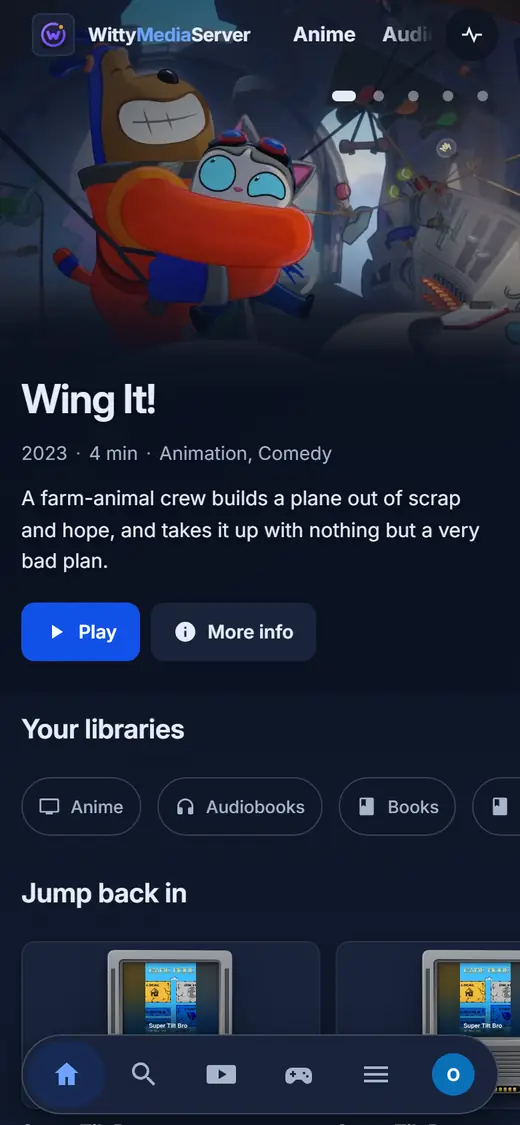 WittyMediaServer
Anime
Wing It!
2023 · 4 min · Animation, Comedy
A farm-animal crew builds a plane out of scrap
and hope, and takes it up with nothing but a very
bad plan.
Play
More info
Your libraries
Anime
Audiobooks
Books
Jump back in
Super Tilt Bro
Super Tilt Bro
O